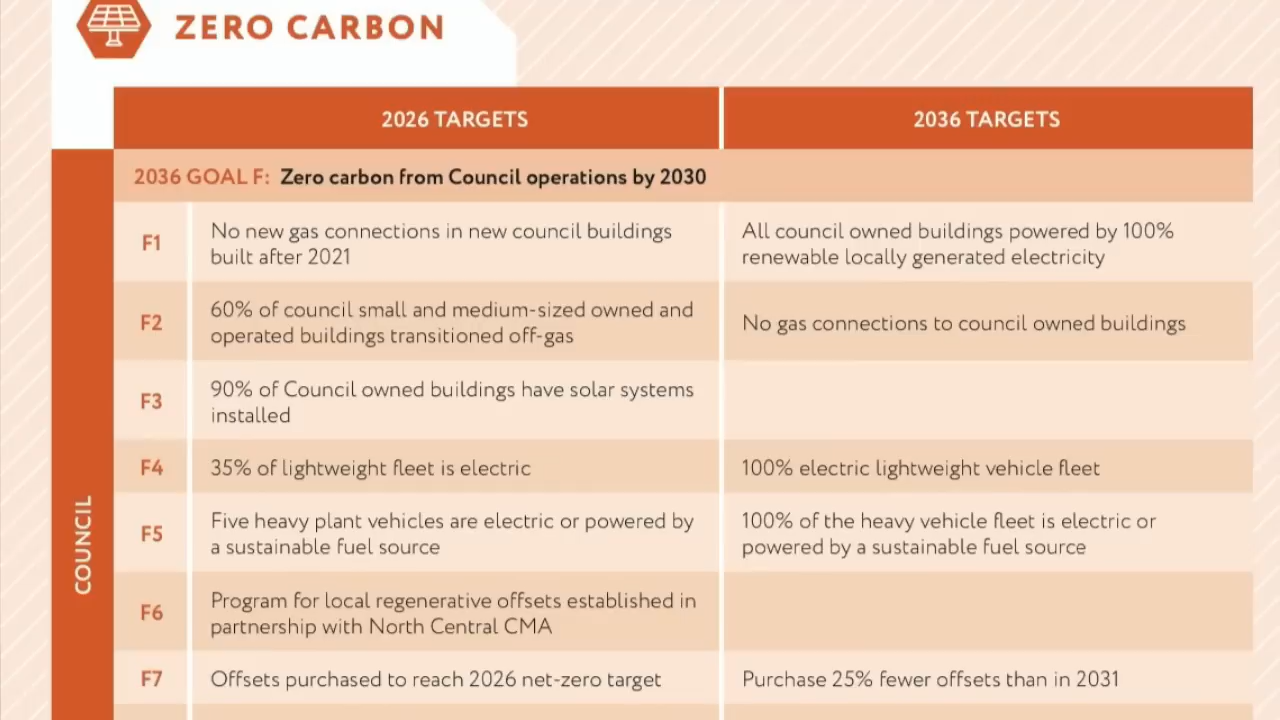 ZERO CARBON
2026 TARGETS
2036 TARGETS
2036 GOAL F: Zero carbon from Council operations by 2030
COUNCIL
F1
No new gas connections in new council buildings
built after 2021
All council owned buildings powered by 100%
renewable locally generated electricity
F2
60% of council small and medium-sized owned and
operated buildings transitioned off-gas
No gas connections to council owned buildings
F3
90% of Council owned buildings have solar systems
installed
F4
35% of lightweight fleet is electric
100% electric lightweight vehicle fleet
F5
Five heavy plant vehicles are electric or powered by
a sustainable fuel source
100% of the heavy vehicle fleet is electric or
powered by a sustainable fuel source
F6
Program for local regenerative offsets established in
partnership with North Central CMA
F7
Offsets purchased to reach 2026 net-zero target
Purchase 25% fewer offsets than in 2031